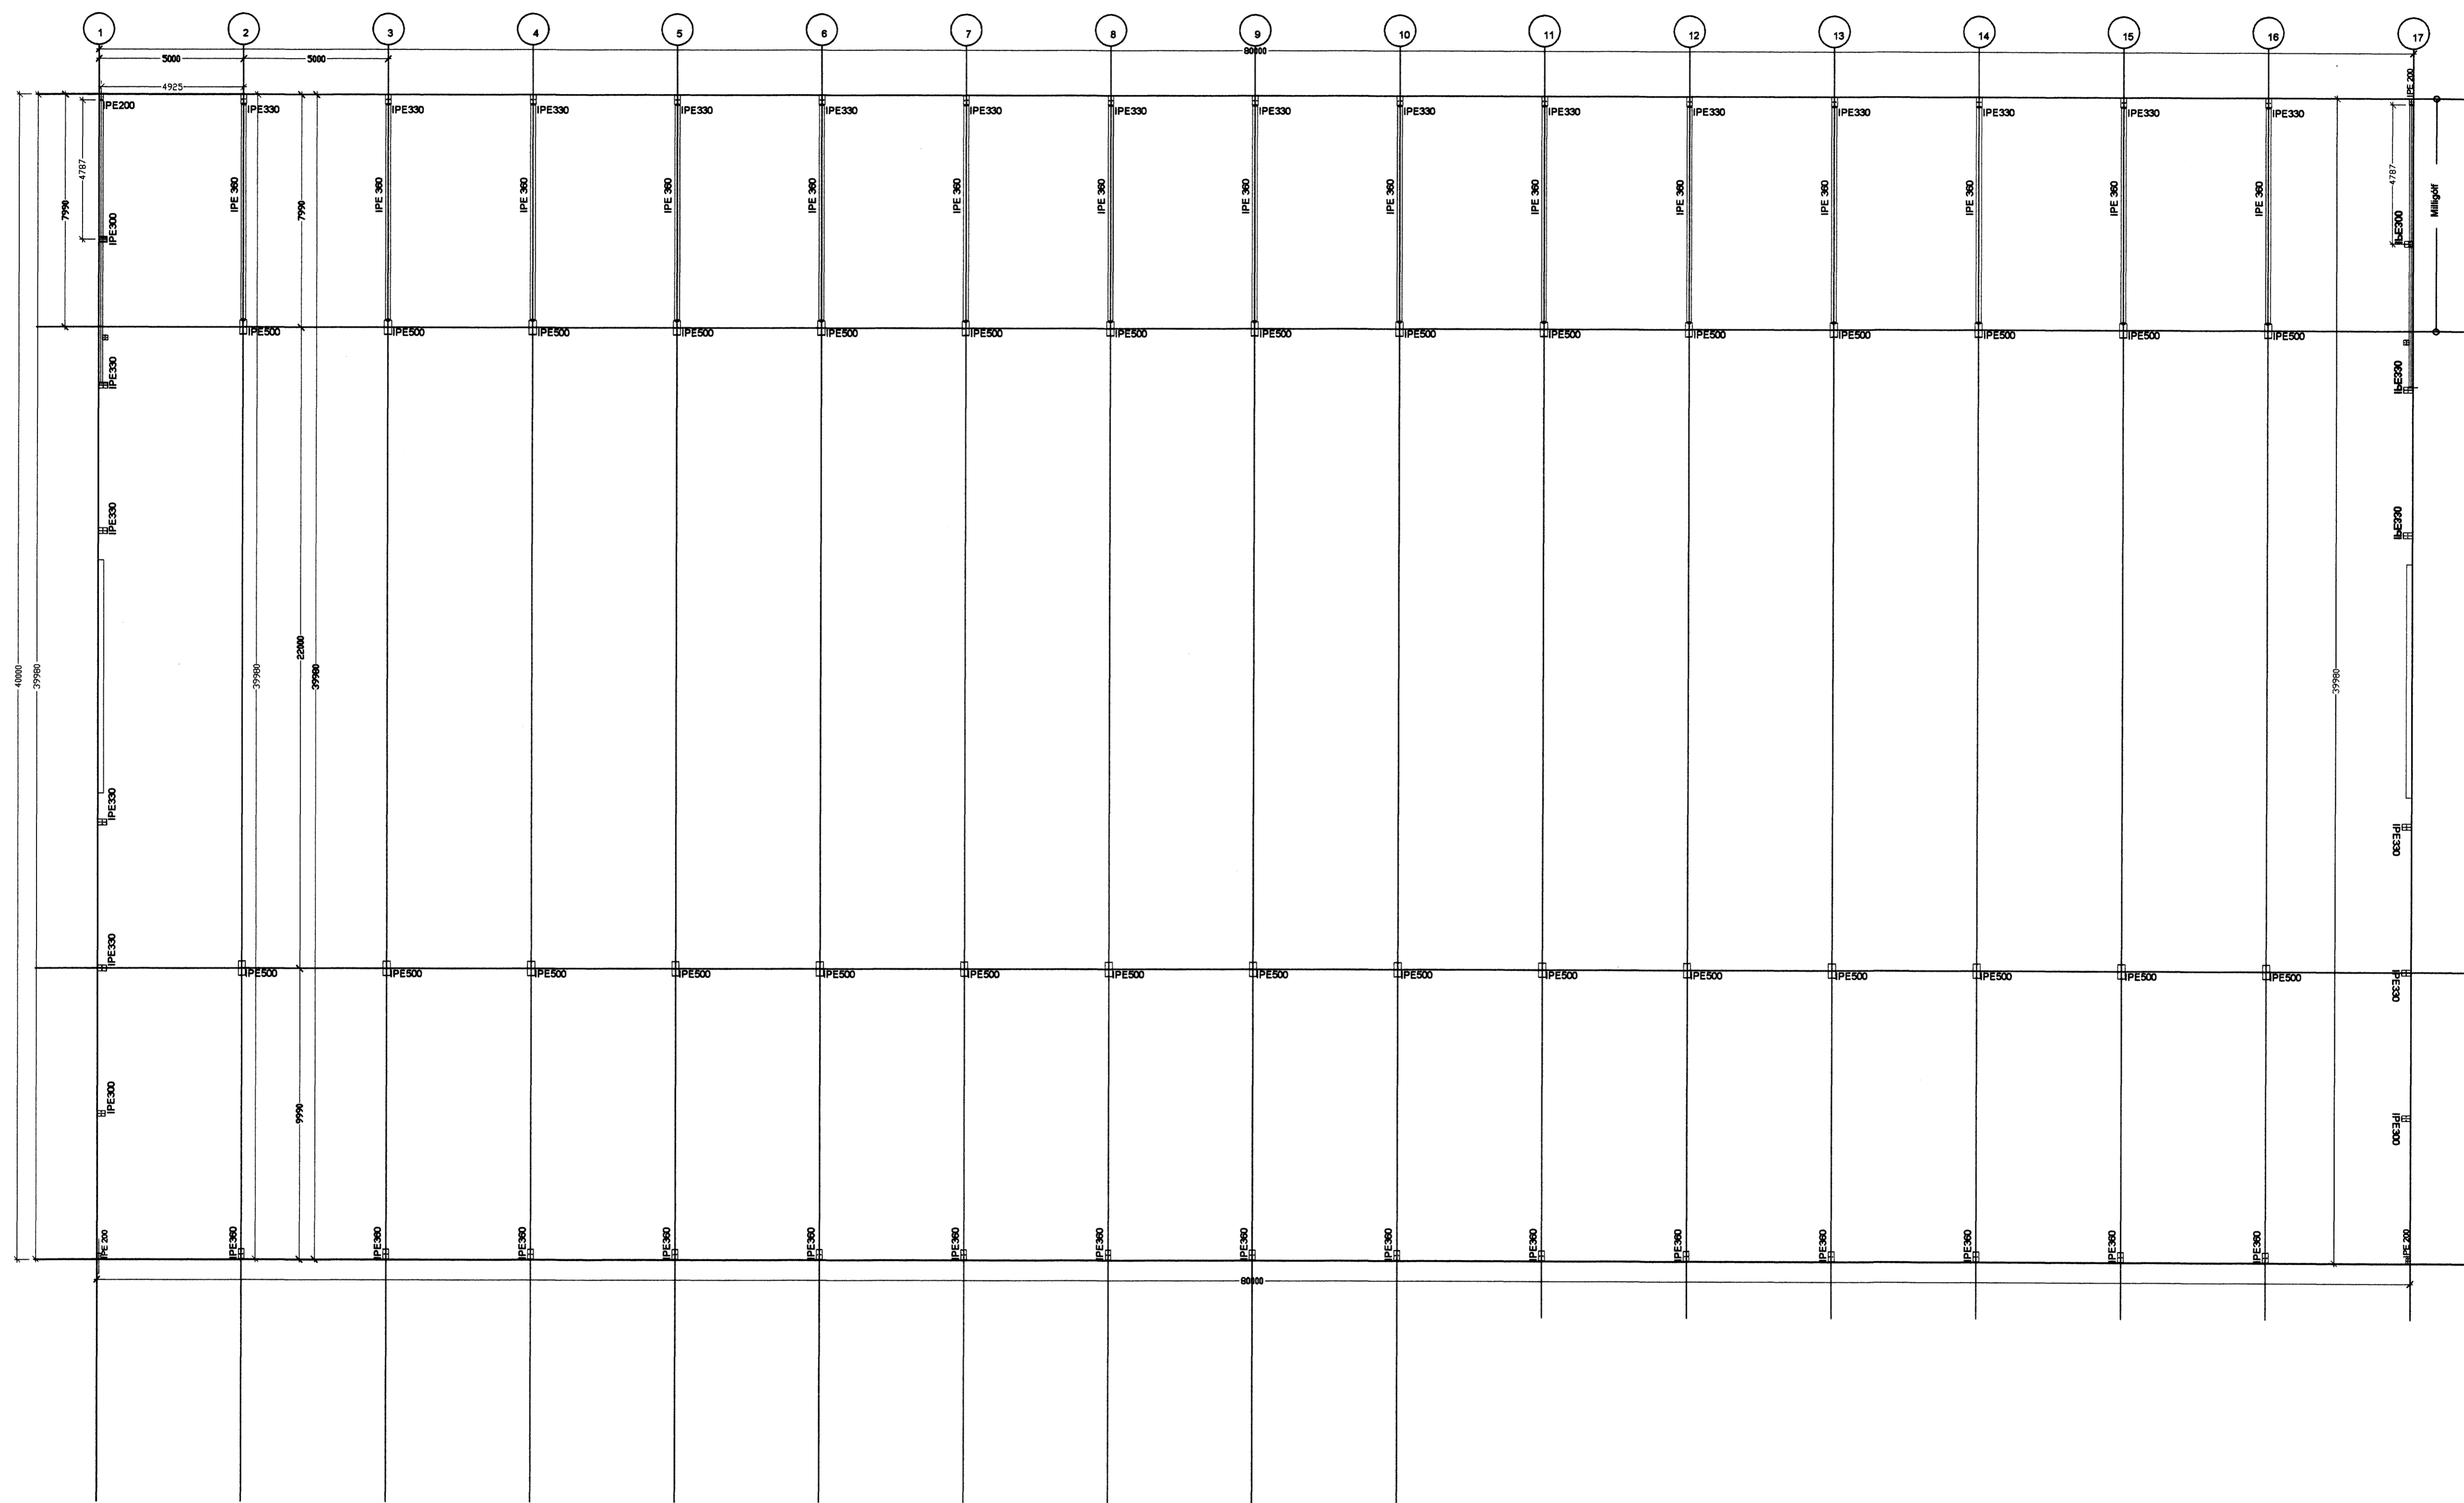 1 2 3 4 5 6 7 8 9 10 11 12 13 14 15 16 17
80000
5000 5000
4925
IPE 200
IPE200 IPE330 IPE330 IPE330 IPE330 IPE330 IPE330 IPE330 IPE330 IPE330 IPE330 IPE330 IPE330 IPE330 IPE330 IPE330
4787 4787
7990 7990
IPE 360 IPE 360 IPE 360 IPE 360 IPE 360 IPE 360 IPE 360 IPE 360 IPE 360 IPE 360 IPE 360 IPE 360 IPE 360 IPE 360 IPE 360
Milligólf
IPE300 IPE300
IPE500 IPE500 IPE500 IPE500 IPE500 IPE500 IPE500 IPE500 IPE500 IPE500 IPE500 IPE500 IPE500 IPE500 IPE500
IPE330 IPE330
IPE330 IPE330
22000
40000 39980 39980 39980 39980
IPE330 IPE330
IPE330 IPE500 IPE500 IPE500 IPE500 IPE500 IPE500 IPE500 IPE500 IPE500 IPE500 IPE500 IPE500 IPE500 IPE500 IPE500 IPE330
IPE300 9990 IPE300
IPE 200 IPE360 IPE360 IPE360 IPE360 IPE360 IPE360 IPE360 IPE360 IPE360 IPE360 IPE360 IPE360 IPE360 IPE360 IPE360 IPE 200
80000